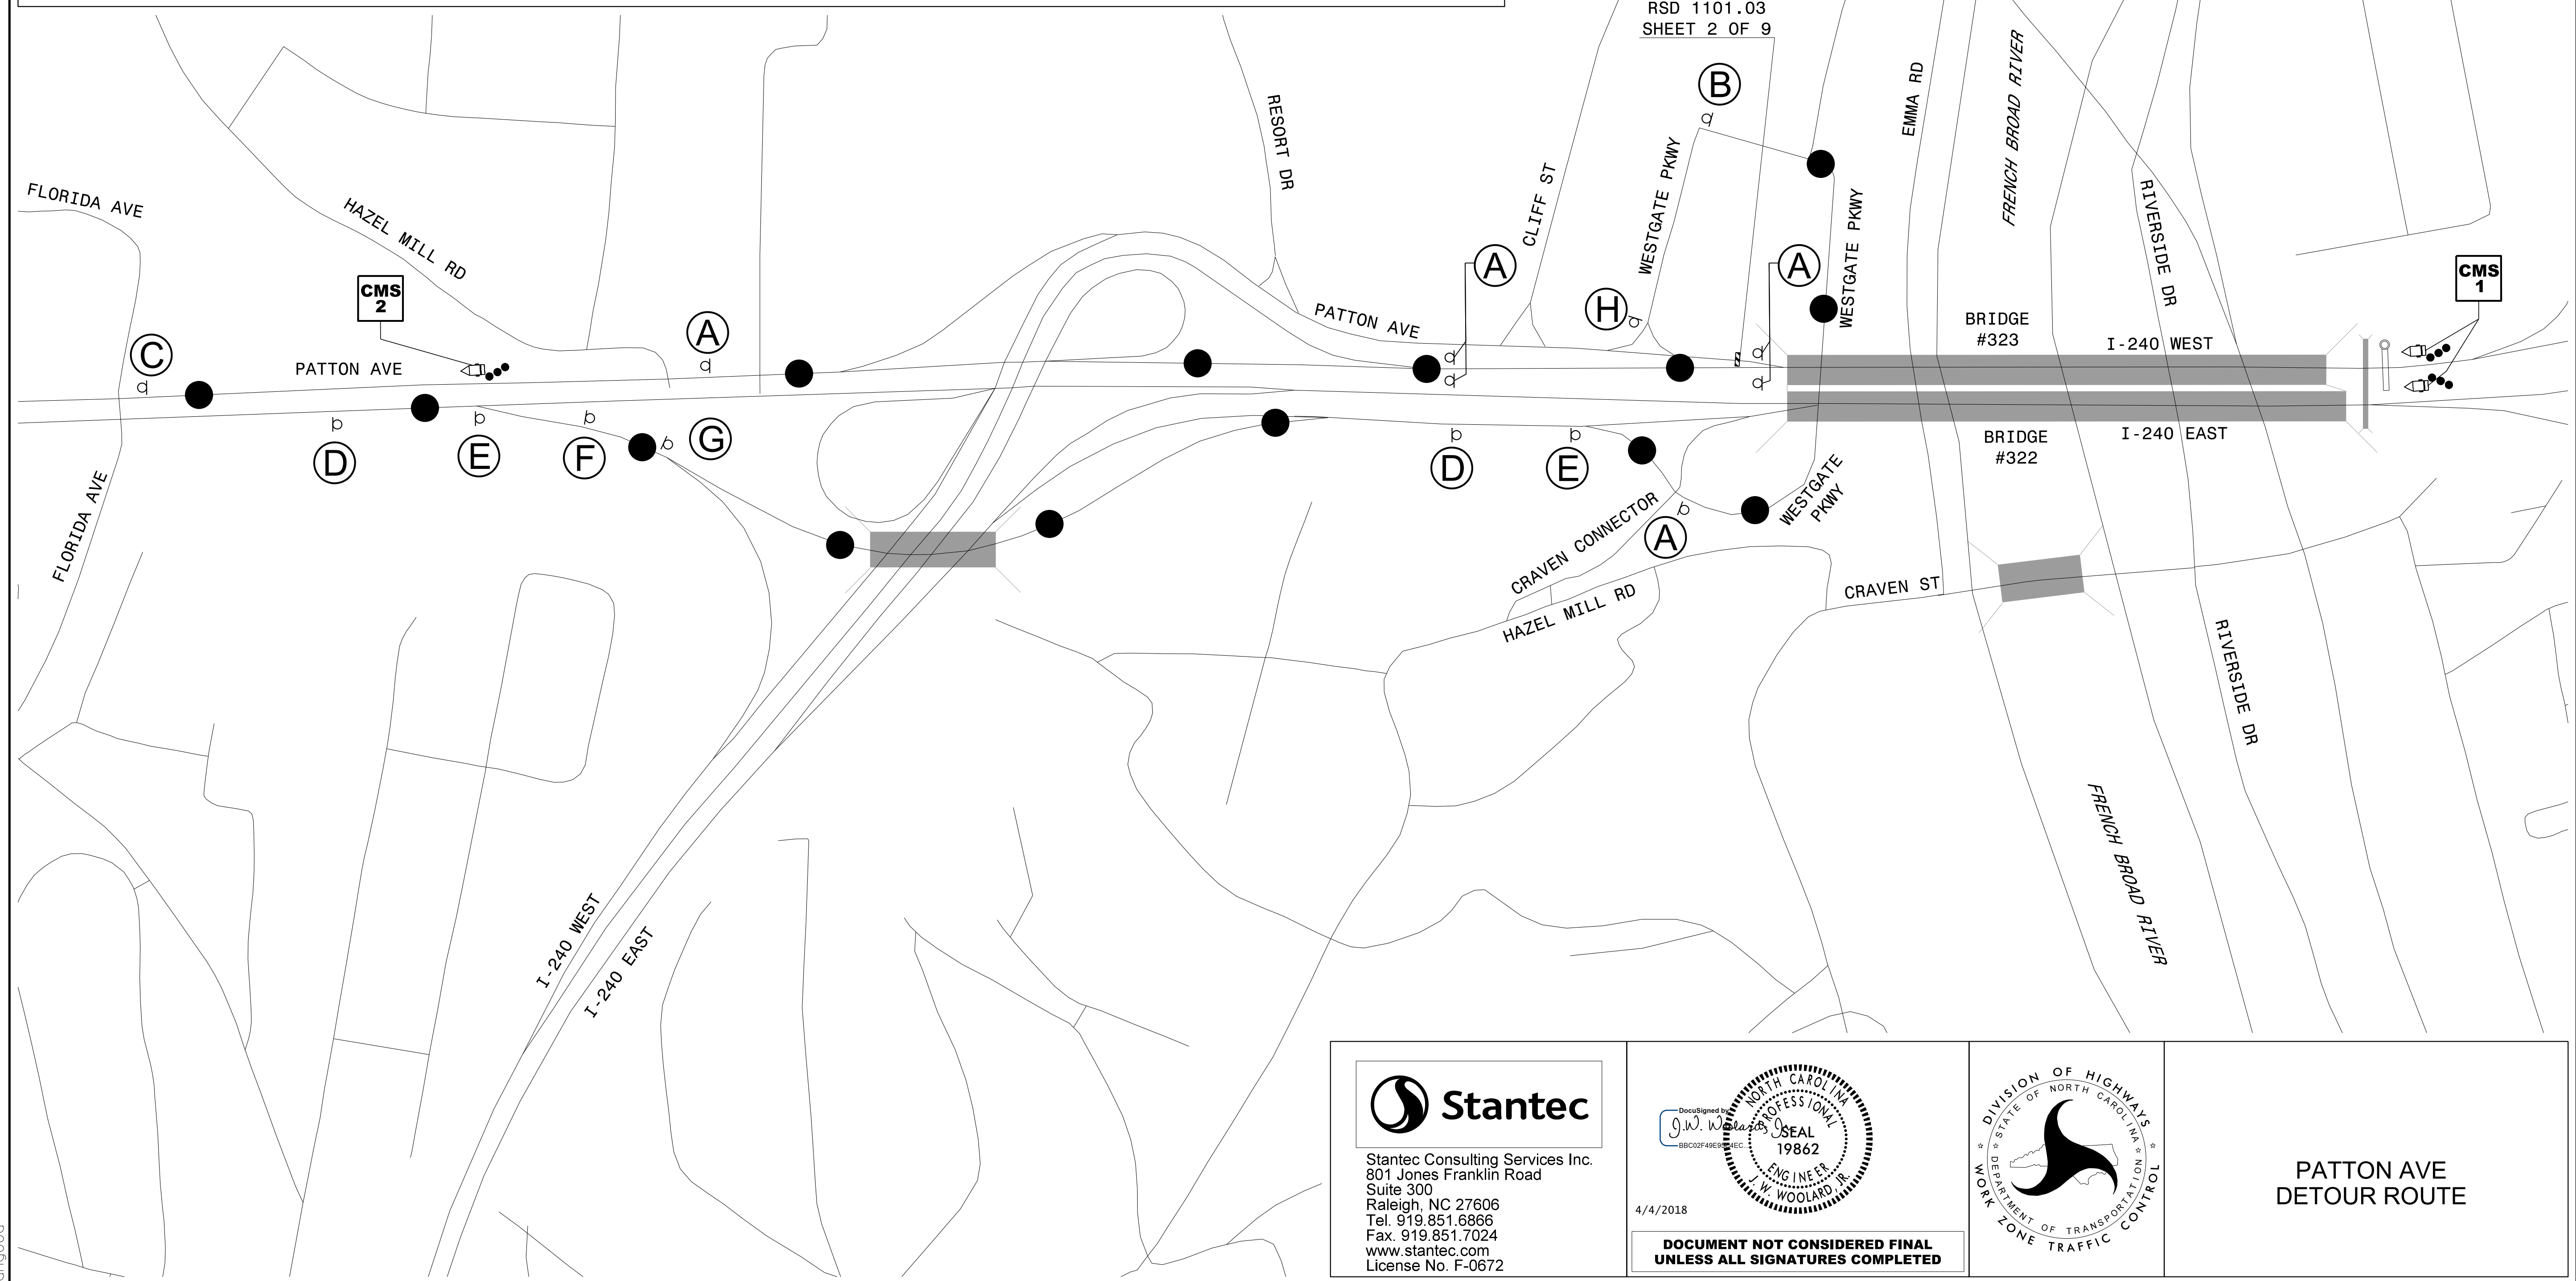 RSD 1101.03
SHEET 2 OF 9
B
RESORT DR
EMMA RD
FRENCH BROAD RIVER
FLORIDA AVE
HAZEL MILL RD
CLIFF ST
WESTGATE PKWY
WESTGATE PKWY
RIVERSIDE DR
CMS
2
CMS
1
A
A
H
A
C
PATTON AVE
PATTON AVE
BRIDGE
#323
I-240 WEST
BRIDGE
#322
I-240 EAST
D
E
F
G
D
E
A
FLORIDA AVE
WESTGATE
PKWY
CRAVEN CONNECTOR
HAZEL MILL RD
CRAVEN ST
RIVERSIDE DR
FRENCH BROAD RIVER
I-240 WEST
I-240 EAST
Stantec
Stantec Consulting Services Inc.
801 Jones Franklin Road
Suite 300
Raleigh, NC 27606
Tel. 919.851.6866
Fax. 919.851.7024
www.stantec.com
License No. F-0672
DocuSigned by
J.W. Woolard, Jr.
NORTH CAROLINA
PROFESSIONAL
SEAL
19862
ENGINEER
J. W. WOOLARD, JR.
4/4/2018
DOCUMENT NOT CONSIDERED FINAL
UNLESS ALL SIGNATURES COMPLETED
DIVISION OF HIGHWAYS
STATE OF NORTH CAROLINA
DEPARTMENT OF TRANSPORTATION
WORK ZONE TRAFFIC CONTROL
PATTON AVE
DETOUR ROUTE